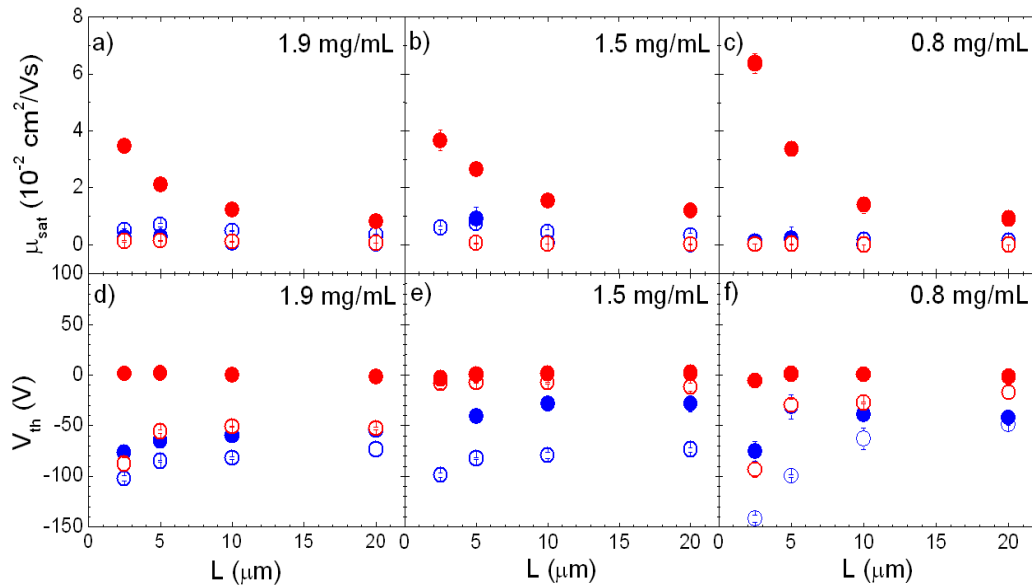 a) 1.9 mg/mL b) 1.5 mg/mL c) 0.8 mg/mL
8
6
4
2
0
μsat (10⁻² cm²/Vs)
d) 1.9 mg/mL e) 1.5 mg/mL f) 0.8 mg/mL
100
50
0
-50
-100
-150
Vth (V)
0 5 10 15 20 0 5 10 15 20 0 5 10 15 20
L (μm) L (μm) L (μm)